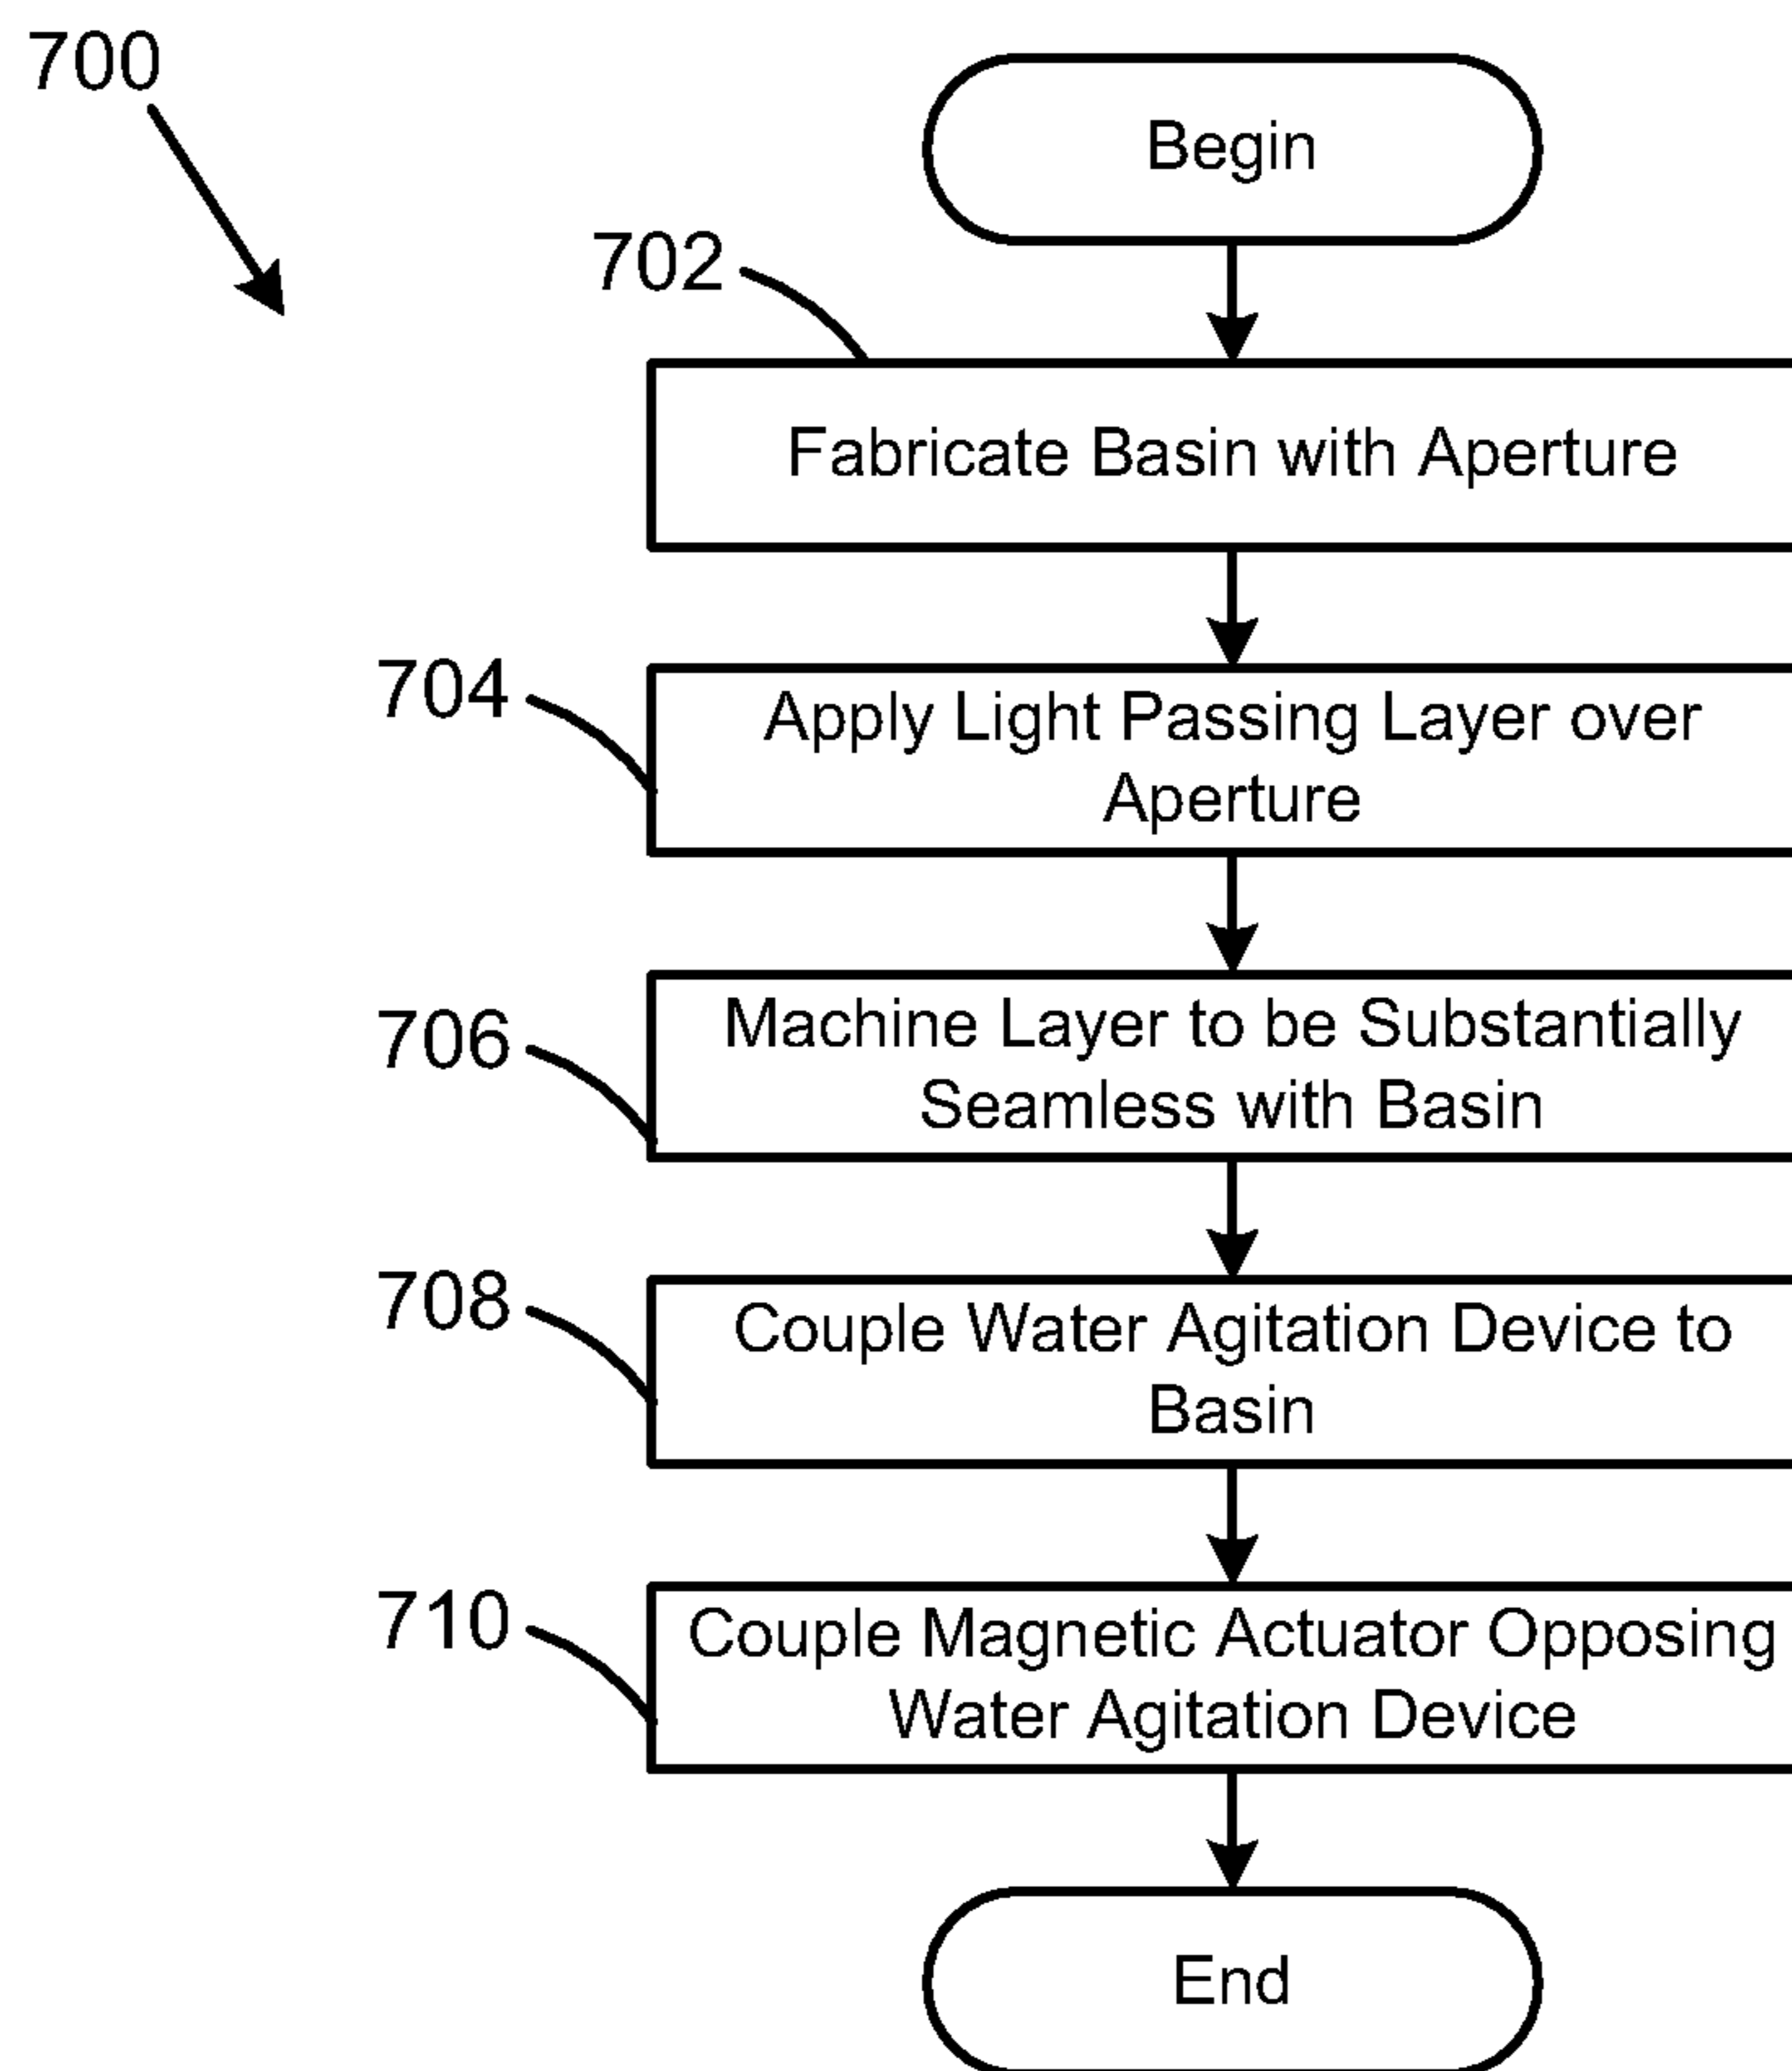 700
Begin
702
Fabricate Basin with Aperture
704
Apply Light Passing Layer over
Aperture
706
Machine Layer to be Substantially
Seamless with Basin
708
Couple Water Agitation Device to
Basin
710
Couple Magnetic Actuator Opposing
Water Agitation Device
End